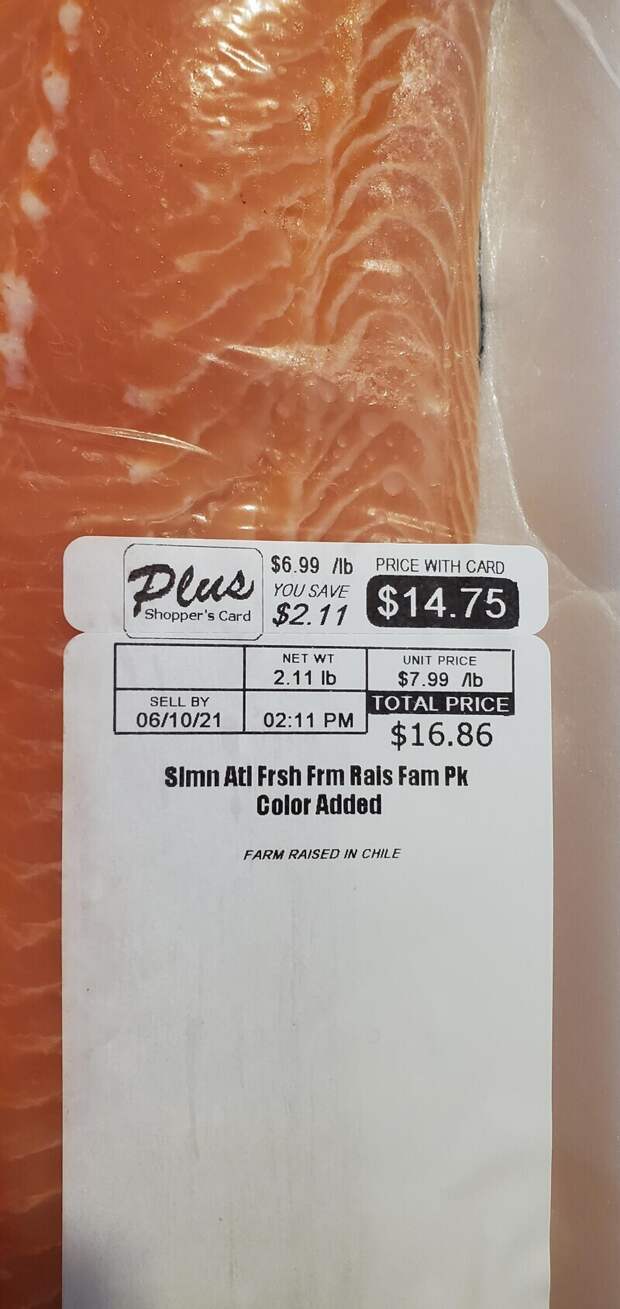 Plus
Shopper's Card
$6.99 /lb
YOU SAVE
$2.11
PRICE WITH CARD
$14.75
NET WT
2.11 lb
UNIT PRICE
$7.99 /lb
SELL BY
06/10/21
02:11 PM
TOTAL PRICE
$16.86
Slmn Atl Frsh Frm Rais Fam Pk
Color Added
FARM RAISED IN CHILE